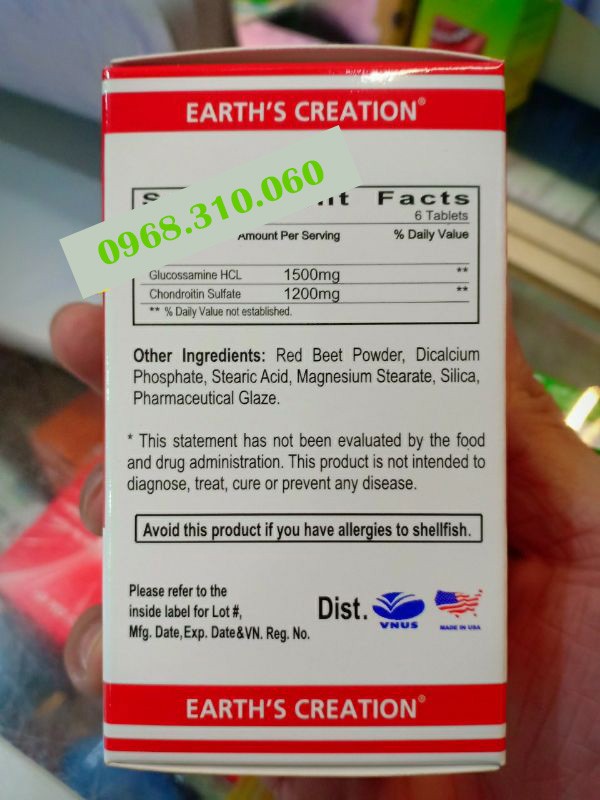 EARTH'S CREATION®
Facts
0968.310.060
6 Tablets
Amount Per Serving % Daily Value
Glucossamine HCL 1500mg **
Chondroitin Sulfate 1200mg **
** % Daily Value not established.
Other Ingredients: Red Beet Powder, Dicalcium
Phosphate, Stearic Acid, Magnesium Stearate, Silica,
Pharmaceutical Glaze.
* This statement has not been evaluated by the food
and drug administration. This product is not intended to
diagnose, treat, cure or prevent any disease.
Avoid this product if you have allergies to shellfish.
Please refer to the
inside label for Lot #,
Mfg. Date,Exp. Date&VN. Reg. No.
Dist. VNUS MADE IN USA
EARTH'S CREATION®